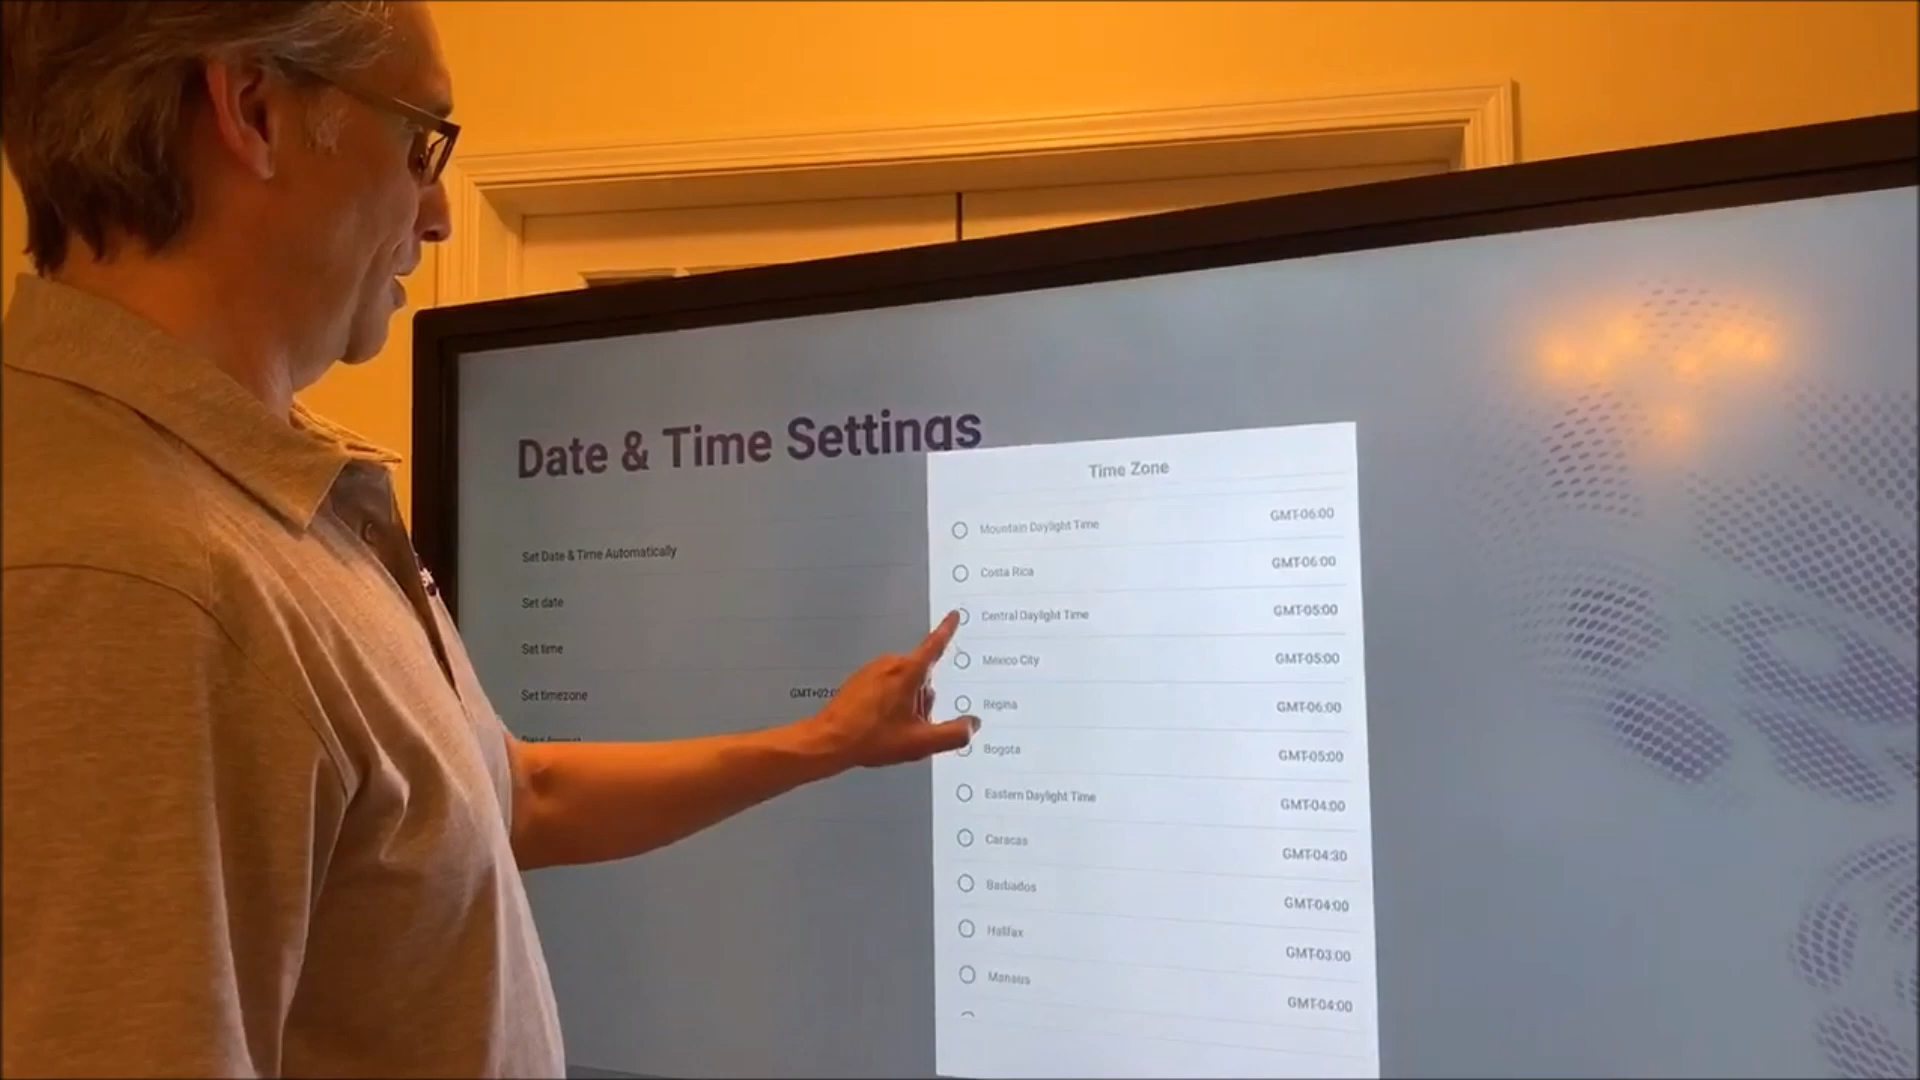 Date & Time Settings
Set Date & Time Automatically
Set date
Set time
Set timezone GMT+02:0
Time Zone
Mountain Daylight Time GMT-06:00
Costa Rica GMT-06:00
Central Daylight Time GMT-05:00
Mexico City GMT-05:00
Regina GMT-06:00
Bogota GMT-05:00
Eastern Daylight Time GMT-04:00
Caracas GMT-04:30
Barbados GMT-04:00
Halifax GMT-03:00
Manaus GMT-04:00